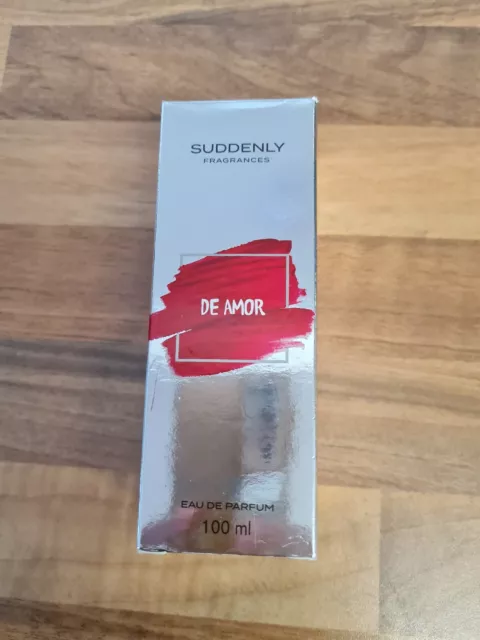 SUDDENLY
FRAGRANCES
DE AMOR
EAU DE PARFUM
100 ml